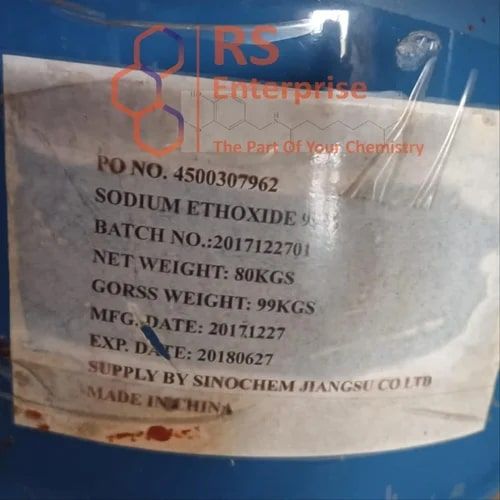 RS
Enterprise
The Part Of Your Chemistry
PO NO. 4500307962
SODIUM ETHOXIDE
BATCH NO.:2017122701
NET WEIGHT: 80KGS
GORSS WEIGHT: 99KGS
MFG. DATE: 20171227
EXP. DATE: 20180627
SUPPLY BY SINOCHEM JIANGSU CO.LTD
MADE IN CHINA